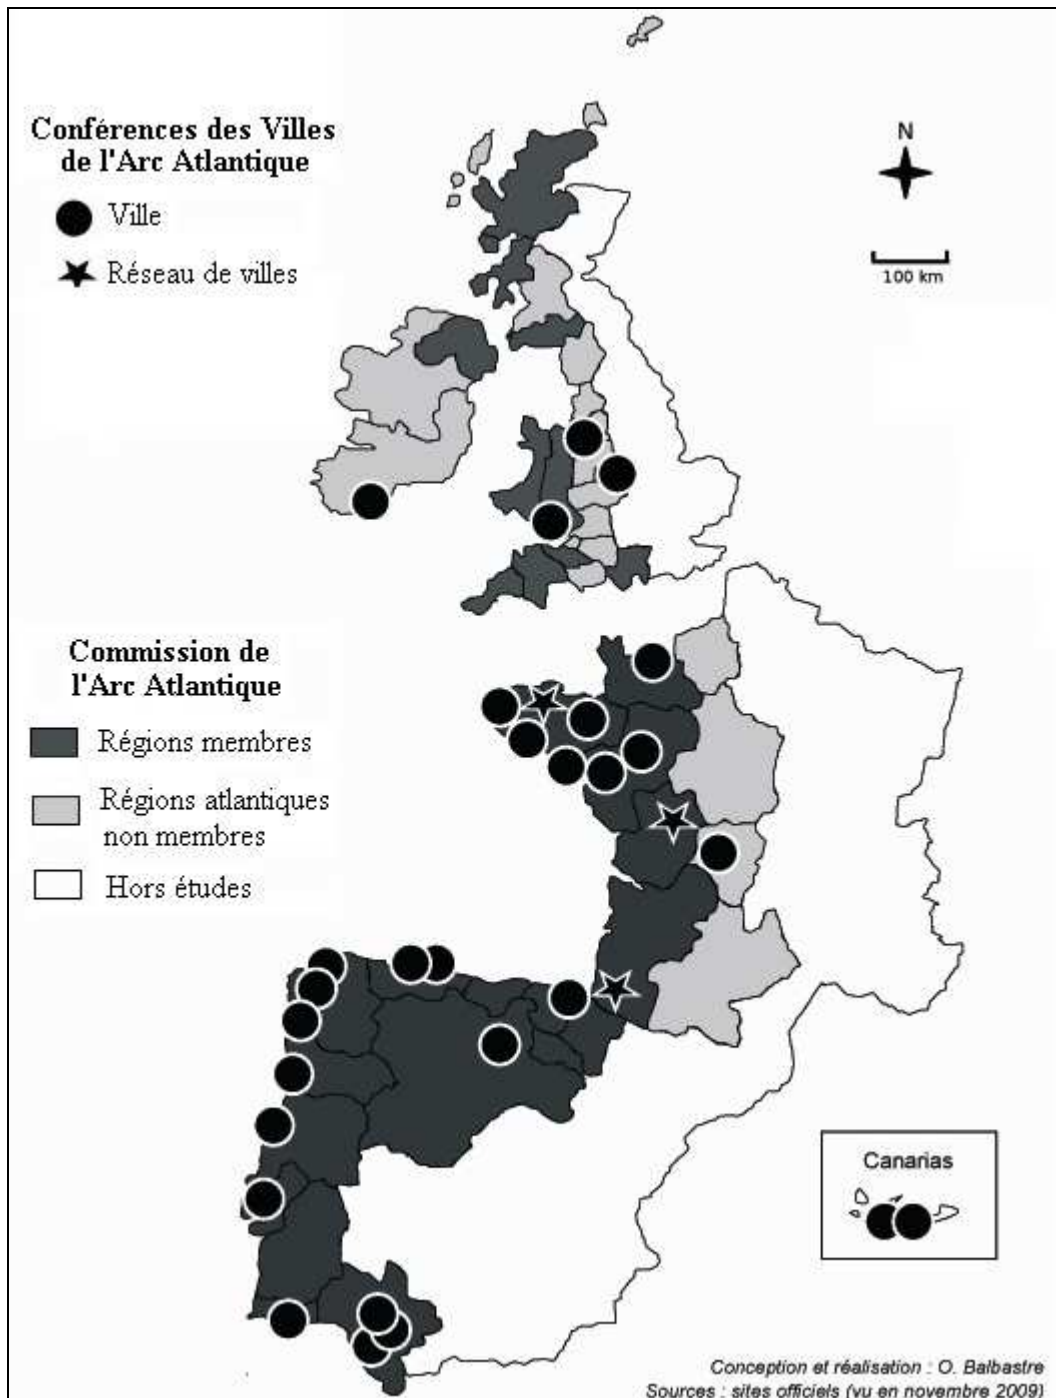 Conférences des Villes
de l'Arc Atlantique
Ville
Réseau de villes
N
100 km
Commission de
l'Arc Atlantique
Régions membres
Régions atlantiques
non membres
Hors études
Canarias
Conception et réalisation : O. Balbastre
Sources : sites officiels (vu en novembre 2009)